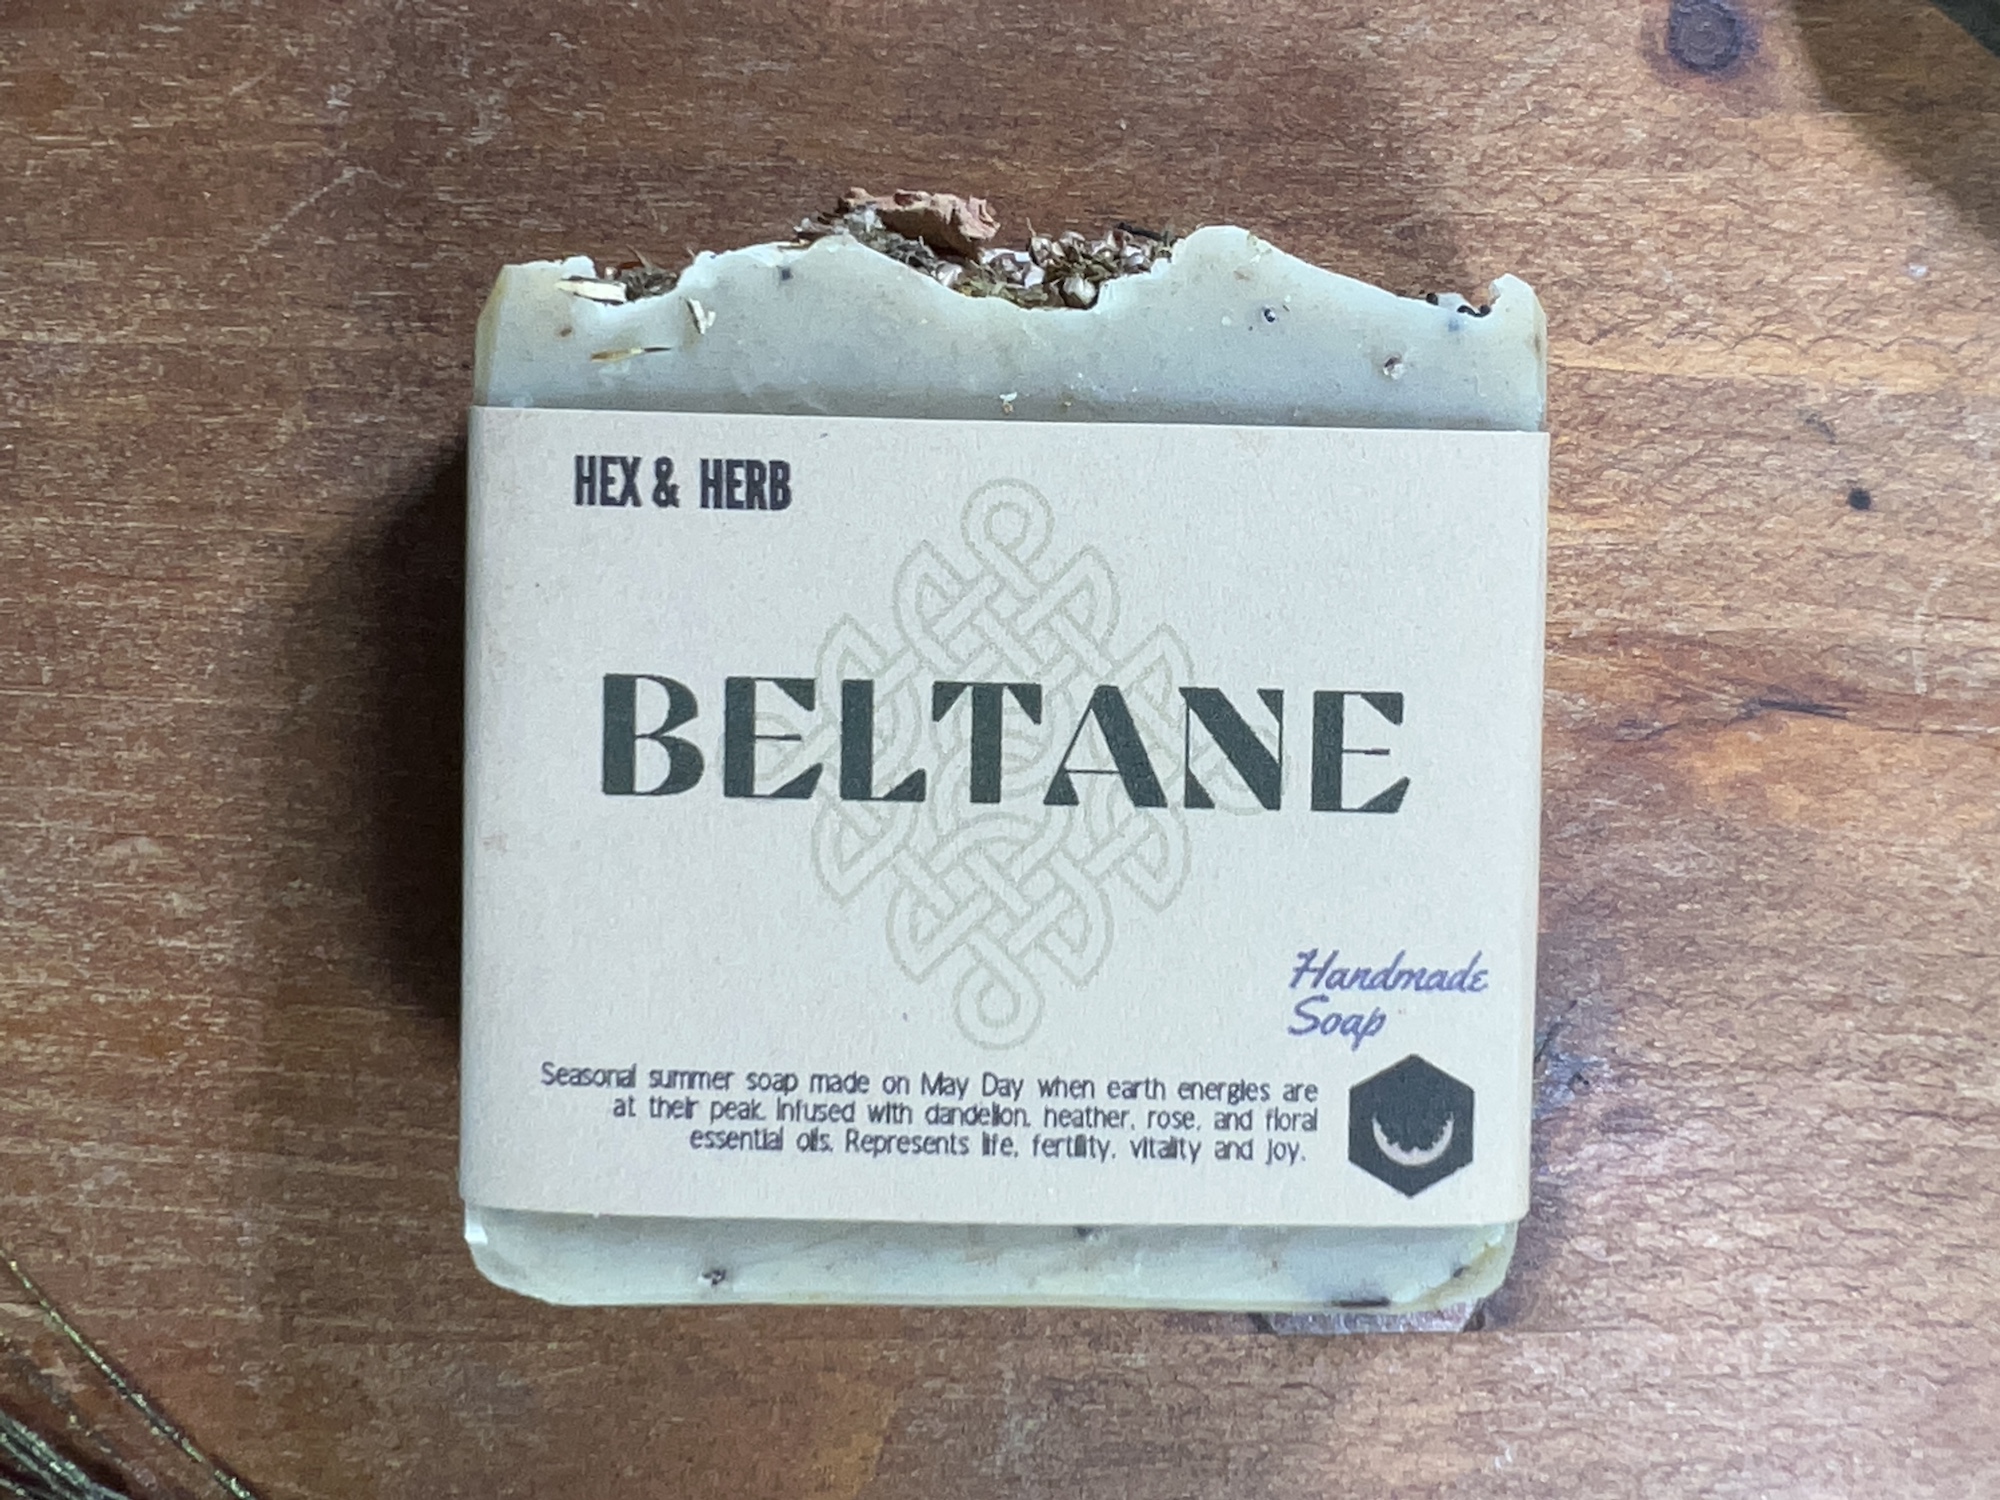 HEX & HERB
BELTANE
Handmade
Soap
Seasonal summer soap made on May Day when earth energies are
at their peak. Infused with dandelion, heather, rose, and floral
essential oils. Represents life, fertility, vitality and joy.